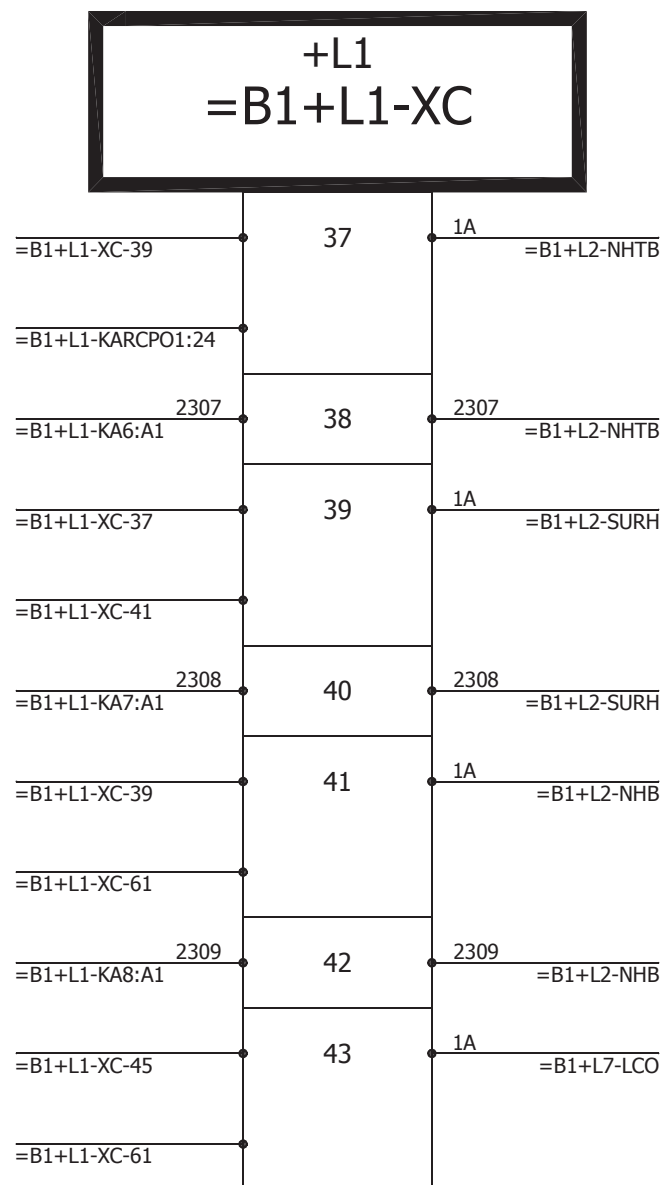 +L1
=B1+L1-XC
37
1A
=B1+L1-XC-39
=B1+L2-NHTB
=B1+L1-KARCPO1:24
2307
38
2307
=B1+L1-KA6:A1
=B1+L2-NHTB
39
1A
=B1+L1-XC-37
=B1+L2-SURH
=B1+L1-XC-41
2308
40
2308
=B1+L1-KA7:A1
=B1+L2-SURH
41
1A
=B1+L1-XC-39
=B1+L2-NHB
=B1+L1-XC-61
2309
42
2309
=B1+L1-KA8:A1
=B1+L2-NHB
43
1A
=B1+L1-XC-45
=B1+L7-LCO
=B1+L1-XC-61